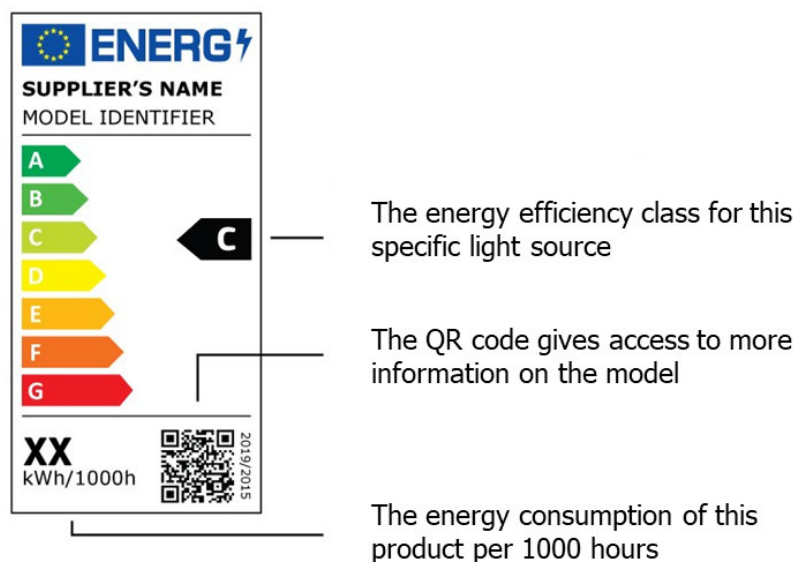 ENERG
SUPPLIER'S NAME
MODEL IDENTIFIER
A
B
C
C
D
E
F
G
XX
kWh/1000h
2019/2015
The energy efficiency class for this
specific light source
The QR code gives access to more
information on the model
The energy consumption of this
product per 1000 hours